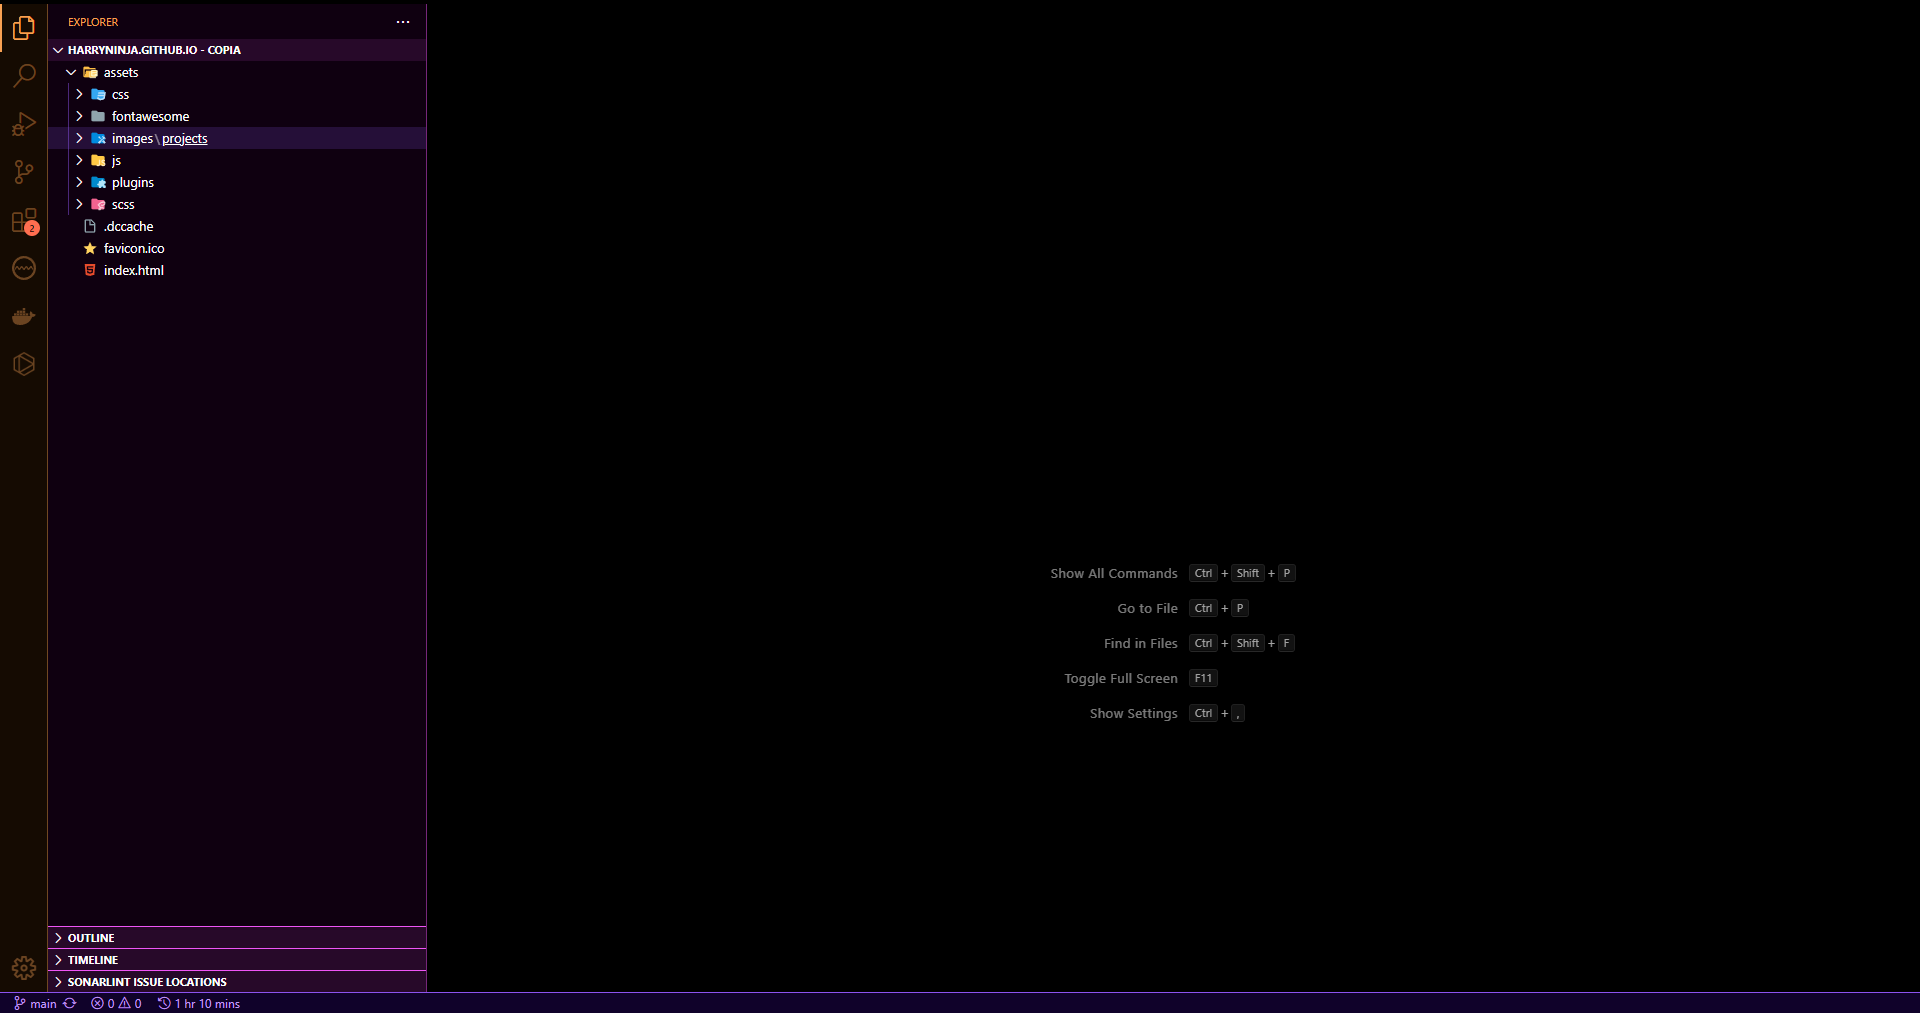 EXPLORER
HARRYNINJA.GITHUB.IO - COPIA
assets
css
fontawesome
images\projects
js
plugins
scss
.dccache
favicon.ico
index.html
2
Show All Commands Ctrl + Shift + P
Go to File Ctrl + P
Find in Files Ctrl + Shift + F
Toggle Full Screen F11
Show Settings Ctrl + ,
OUTLINE
TIMELINE
SONARLINT ISSUE LOCATIONS
main 0 0 1 hr 10 mins